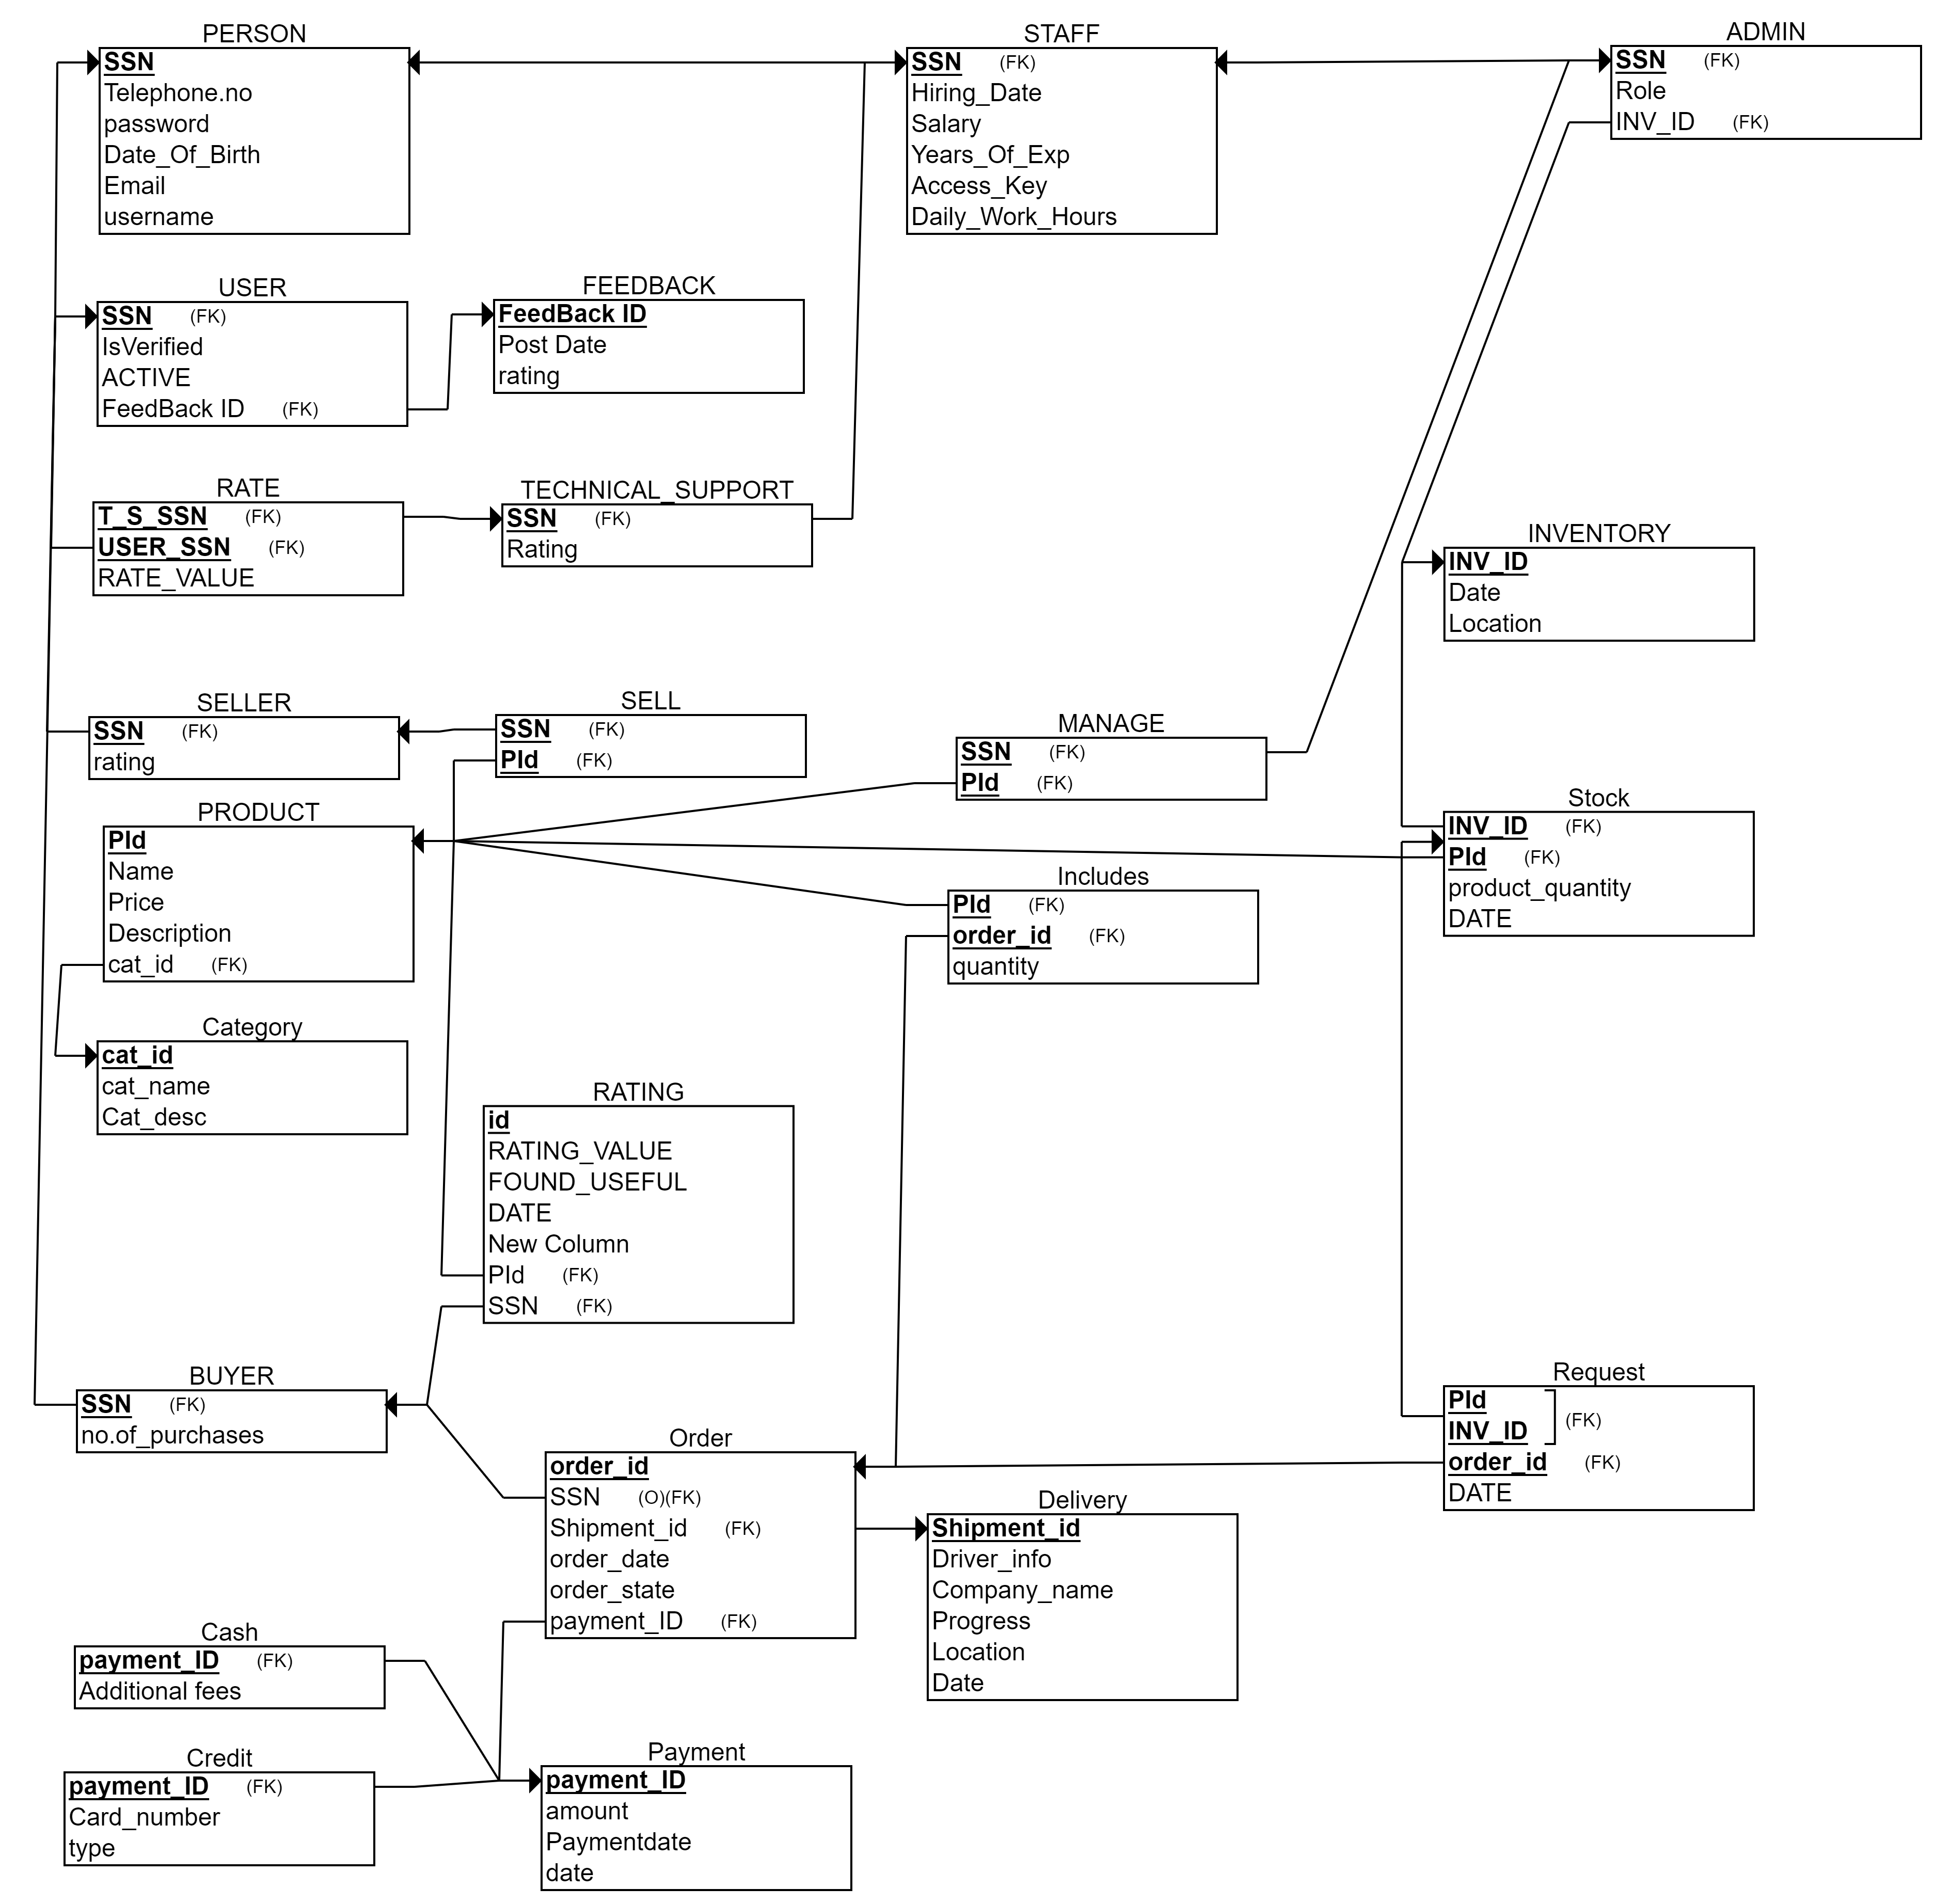 PERSON
SSN
Telephone.no
password
Date_Of_Birth
Email
username
STAFF
SSN (FK)
Hiring_Date
Salary
Years_Of_Exp
Access_Key
Daily_Work_Hours
ADMIN
SSN (FK)
Role
INV_ID (FK)
USER
SSN (FK)
IsVerified
ACTIVE
FeedBack ID (FK)
FEEDBACK
FeedBack ID
Post Date
rating
RATE
T_S_SSN (FK)
USER_SSN (FK)
RATE_VALUE
TECHNICAL_SUPPORT
SSN (FK)
Rating
INVENTORY
INV_ID
Date
Location
SELLER
SSN (FK)
rating
SELL
SSN (FK)
PId (FK)
MANAGE
SSN (FK)
PId (FK)
PRODUCT
PId
Name
Price
Description
cat_id (FK)
Stock
INV_ID (FK)
PId (FK)
product_quantity
DATE
Includes
PId (FK)
order_id (FK)
quantity
Category
cat_id
cat_name
Cat_desc
RATING
id
RATING_VALUE
FOUND_USEFUL
DATE
New Column
PId (FK)
SSN (FK)
BUYER
SSN (FK)
no.of_purchases
Request
PId
INV_ID
(FK)
order_id (FK)
DATE
Order
order_id
SSN (O)(FK)
Shipment_id (FK)
order_date
order_state
payment_ID (FK)
Delivery
Shipment_id
Driver_info
Company_name
Progress
Location
Date
Cash
payment_ID (FK)
Additional fees
Credit
payment_ID (FK)
Card_number
type
Payment
payment_ID
amount
Paymentdate
date